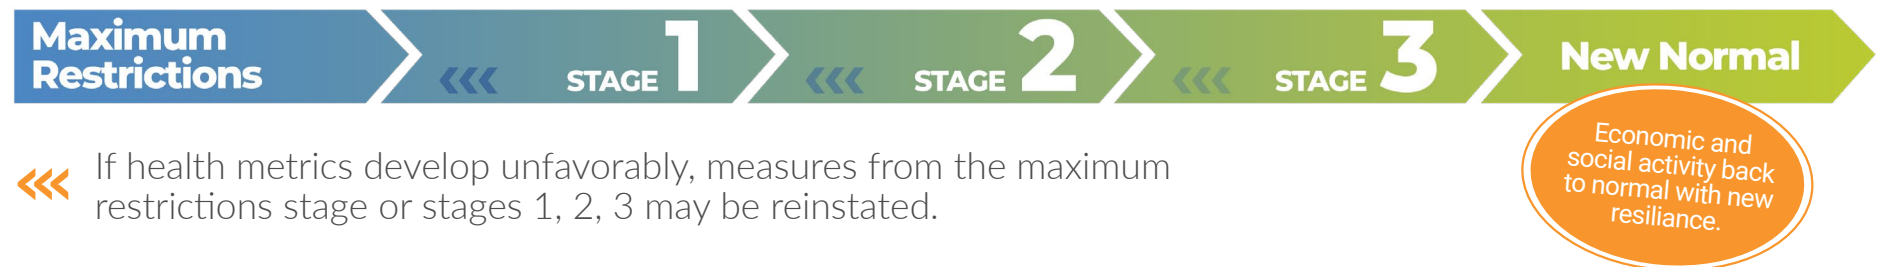 Maximum
Restrictions
STAGE 1
STAGE 2
STAGE 3
New Normal
If health metrics develop unfavorably, measures from the maximum
restrictions stage or stages 1, 2, 3 may be reinstated.
Economic and
social activity back
to normal with new
resiliance.